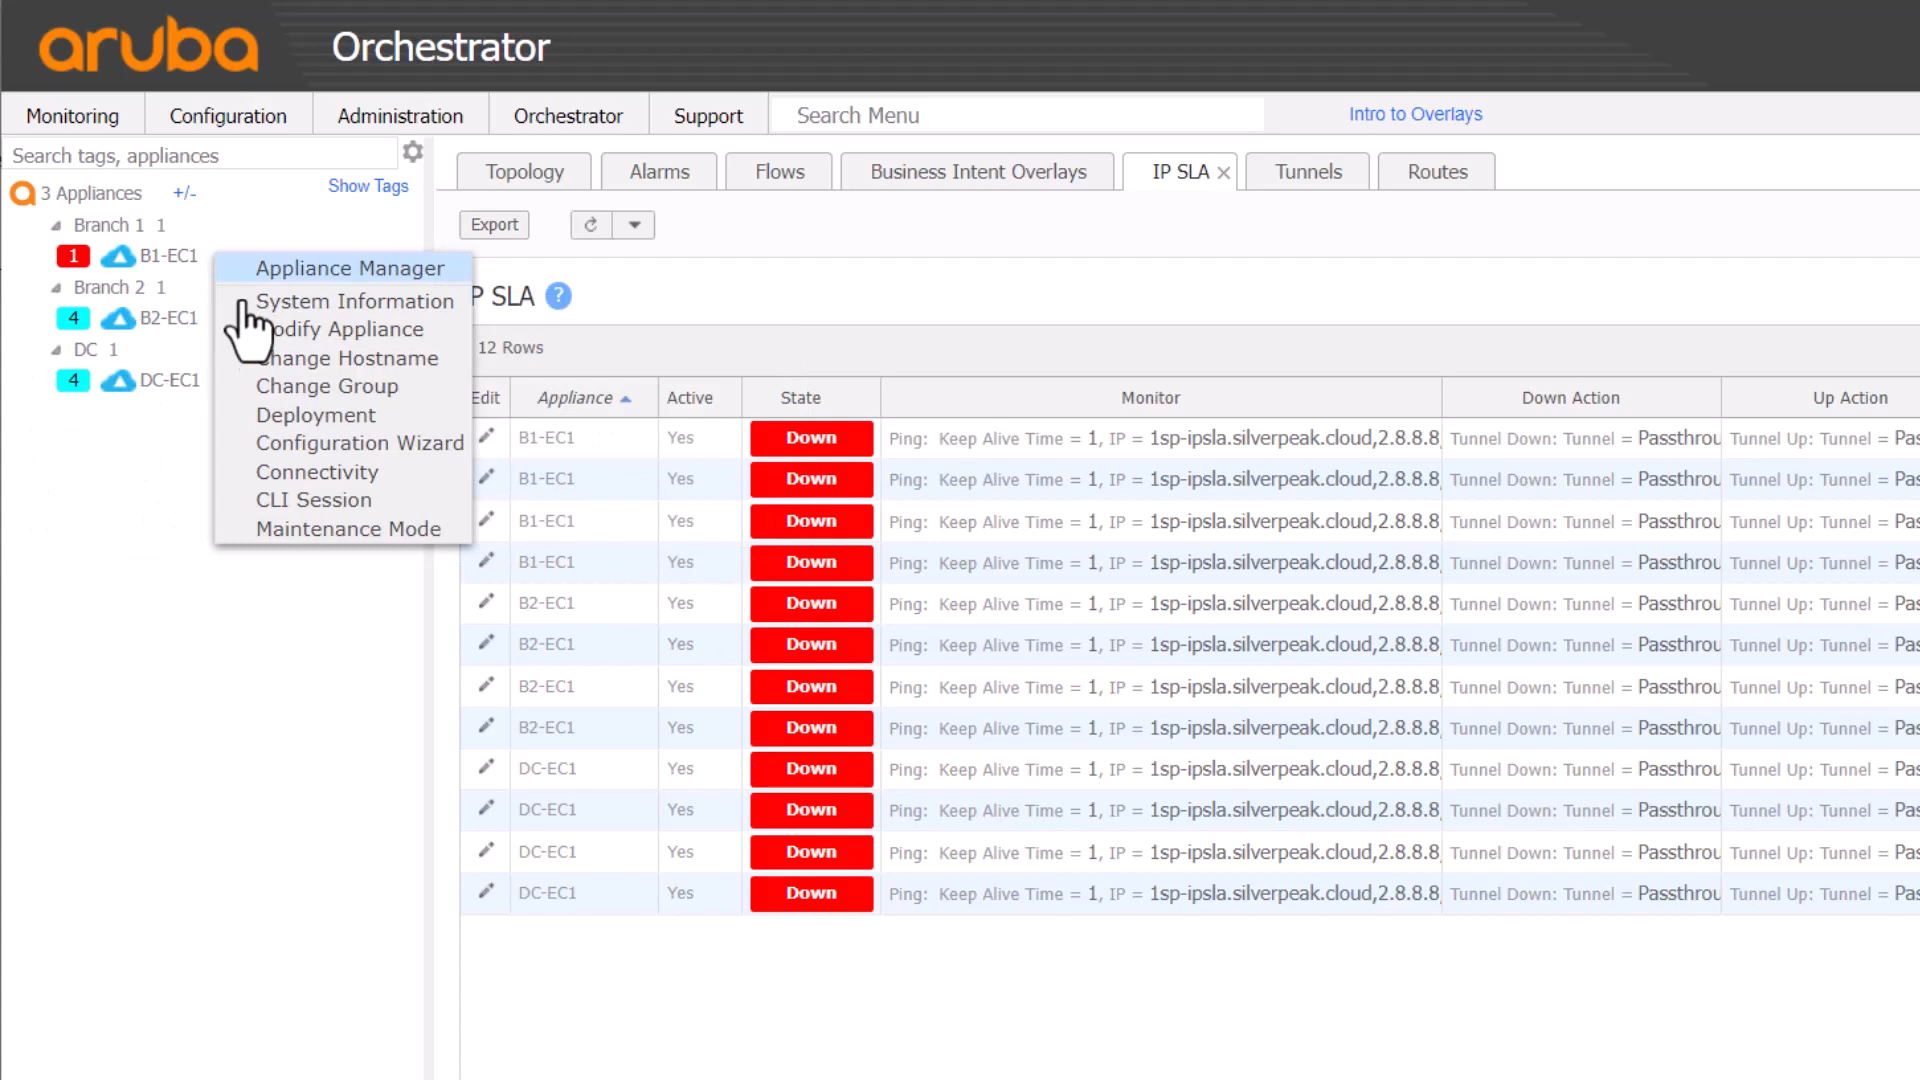 aruba Orchestrator
Monitoring Configuration Administration Orchestrator Support Search Menu Intro to Overlays
Search tags, appliances
3 Appliances +/- Show Tags
Branch 1 1
1 B1-EC1
Branch 2 1
4 B2-EC1
DC 1
4 DC-EC1
Appliance Manager
System Information
odify Appliance
hange Hostname
Change Group
Deployment
Configuration Wizard
Connectivity
CLI Session
Maintenance Mode
Topology Alarms Flows Business Intent Overlays IP SLA Tunnels Routes
Export
P SLA ?
12 Rows
Edit Appliance Active State Monitor Down Action Up Action
B1-EC1 Yes Down Ping: Keep Alive Time = 1, IP = 1sp-ipsla.silverpeak.cloud,2.8.8.8, Tunnel Down: Tunnel = Passthrou Tunnel Up: Tunnel = Pas
B1-EC1 Yes Down Ping: Keep Alive Time = 1, IP = 1sp-ipsla.silverpeak.cloud,2.8.8.8, Tunnel Down: Tunnel = Passthrou Tunnel Up: Tunnel = Pas
B1-EC1 Yes Down Ping: Keep Alive Time = 1, IP = 1sp-ipsla.silverpeak.cloud,2.8.8.8, Tunnel Down: Tunnel = Passthrou Tunnel Up: Tunnel = Pas
B1-EC1 Yes Down Ping: Keep Alive Time = 1, IP = 1sp-ipsla.silverpeak.cloud,2.8.8.8, Tunnel Down: Tunnel = Passthrou Tunnel Up: Tunnel = Pas
B2-EC1 Yes Down Ping: Keep Alive Time = 1, IP = 1sp-ipsla.silverpeak.cloud,2.8.8.8, Tunnel Down: Tunnel = Passthrou Tunnel Up: Tunnel = Pas
B2-EC1 Yes Down Ping: Keep Alive Time = 1, IP = 1sp-ipsla.silverpeak.cloud,2.8.8.8, Tunnel Down: Tunnel = Passthrou Tunnel Up: Tunnel = Pas
B2-EC1 Yes Down Ping: Keep Alive Time = 1, IP = 1sp-ipsla.silverpeak.cloud,2.8.8.8, Tunnel Down: Tunnel = Passthrou Tunnel Up: Tunnel = Pas
B2-EC1 Yes Down Ping: Keep Alive Time = 1, IP = 1sp-ipsla.silverpeak.cloud,2.8.8.8, Tunnel Down: Tunnel = Passthrou Tunnel Up: Tunnel = Pas
DC-EC1 Yes Down Ping: Keep Alive Time = 1, IP = 1sp-ipsla.silverpeak.cloud,2.8.8.8, Tunnel Down: Tunnel = Passthrou Tunnel Up: Tunnel = Pas
DC-EC1 Yes Down Ping: Keep Alive Time = 1, IP = 1sp-ipsla.silverpeak.cloud,2.8.8.8, Tunnel Down: Tunnel = Passthrou Tunnel Up: Tunnel = Pas
DC-EC1 Yes Down Ping: Keep Alive Time = 1, IP = 1sp-ipsla.silverpeak.cloud,2.8.8.8, Tunnel Down: Tunnel = Passthrou Tunnel Up: Tunnel = Pas
DC-EC1 Yes Down Ping: Keep Alive Time = 1, IP = 1sp-ipsla.silverpeak.cloud,2.8.8.8, Tunnel Down: Tunnel = Passthrou Tunnel Up: Tunnel = Pas